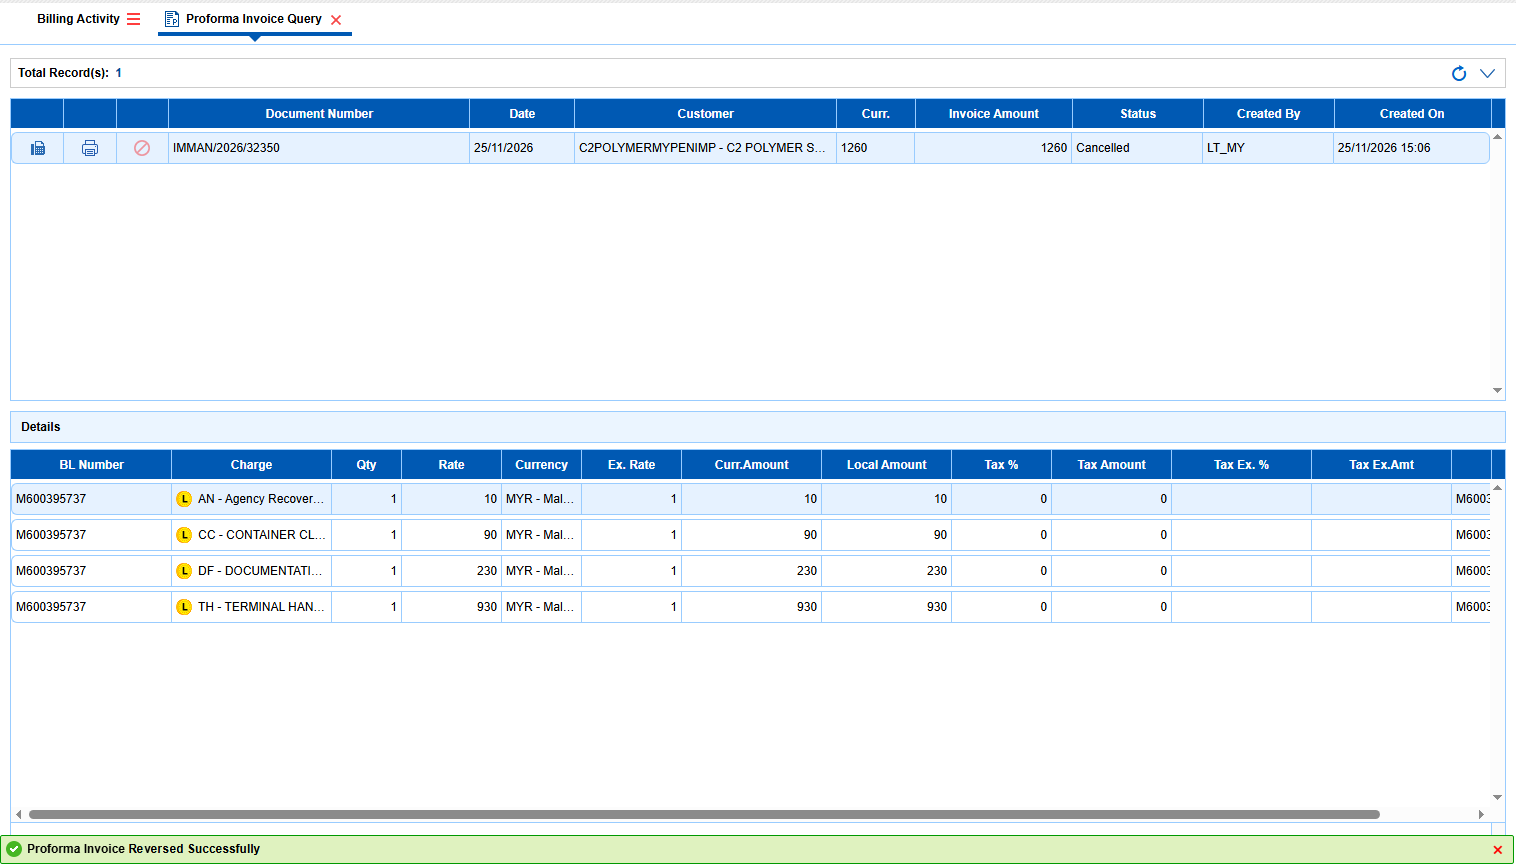 Billing Activity Proforma Invoice Query
Total Record(s): 1
Document Number Date Customer Curr. Invoice Amount Status Created By Created On
IMMAN/2026/32350 25/11/2026 C2POLYMERMYPENIMP - C2 POLYMER S... 1260 1260 Cancelled LT_MY 25/11/2026 15:06
Details
BL Number Charge Qty Rate Currency Ex. Rate Curr.Amount Local Amount Tax % Tax Amount Tax Ex. % Tax Ex.Amt
M600395737 L AN - Agency Recover... 1 10 MYR - Mal... 1 10 10 0 0 M6003
M600395737 L CC - CONTAINER CL... 1 90 MYR - Mal... 1 90 90 0 0 M6003
M600395737 L DF - DOCUMENTATI... 1 230 MYR - Mal... 1 230 230 0 0 M6003
M600395737 L TH - TERMINAL HAN... 1 930 MYR - Mal... 1 930 930 0 0 M6003
Proforma Invoice Reversed Successfully